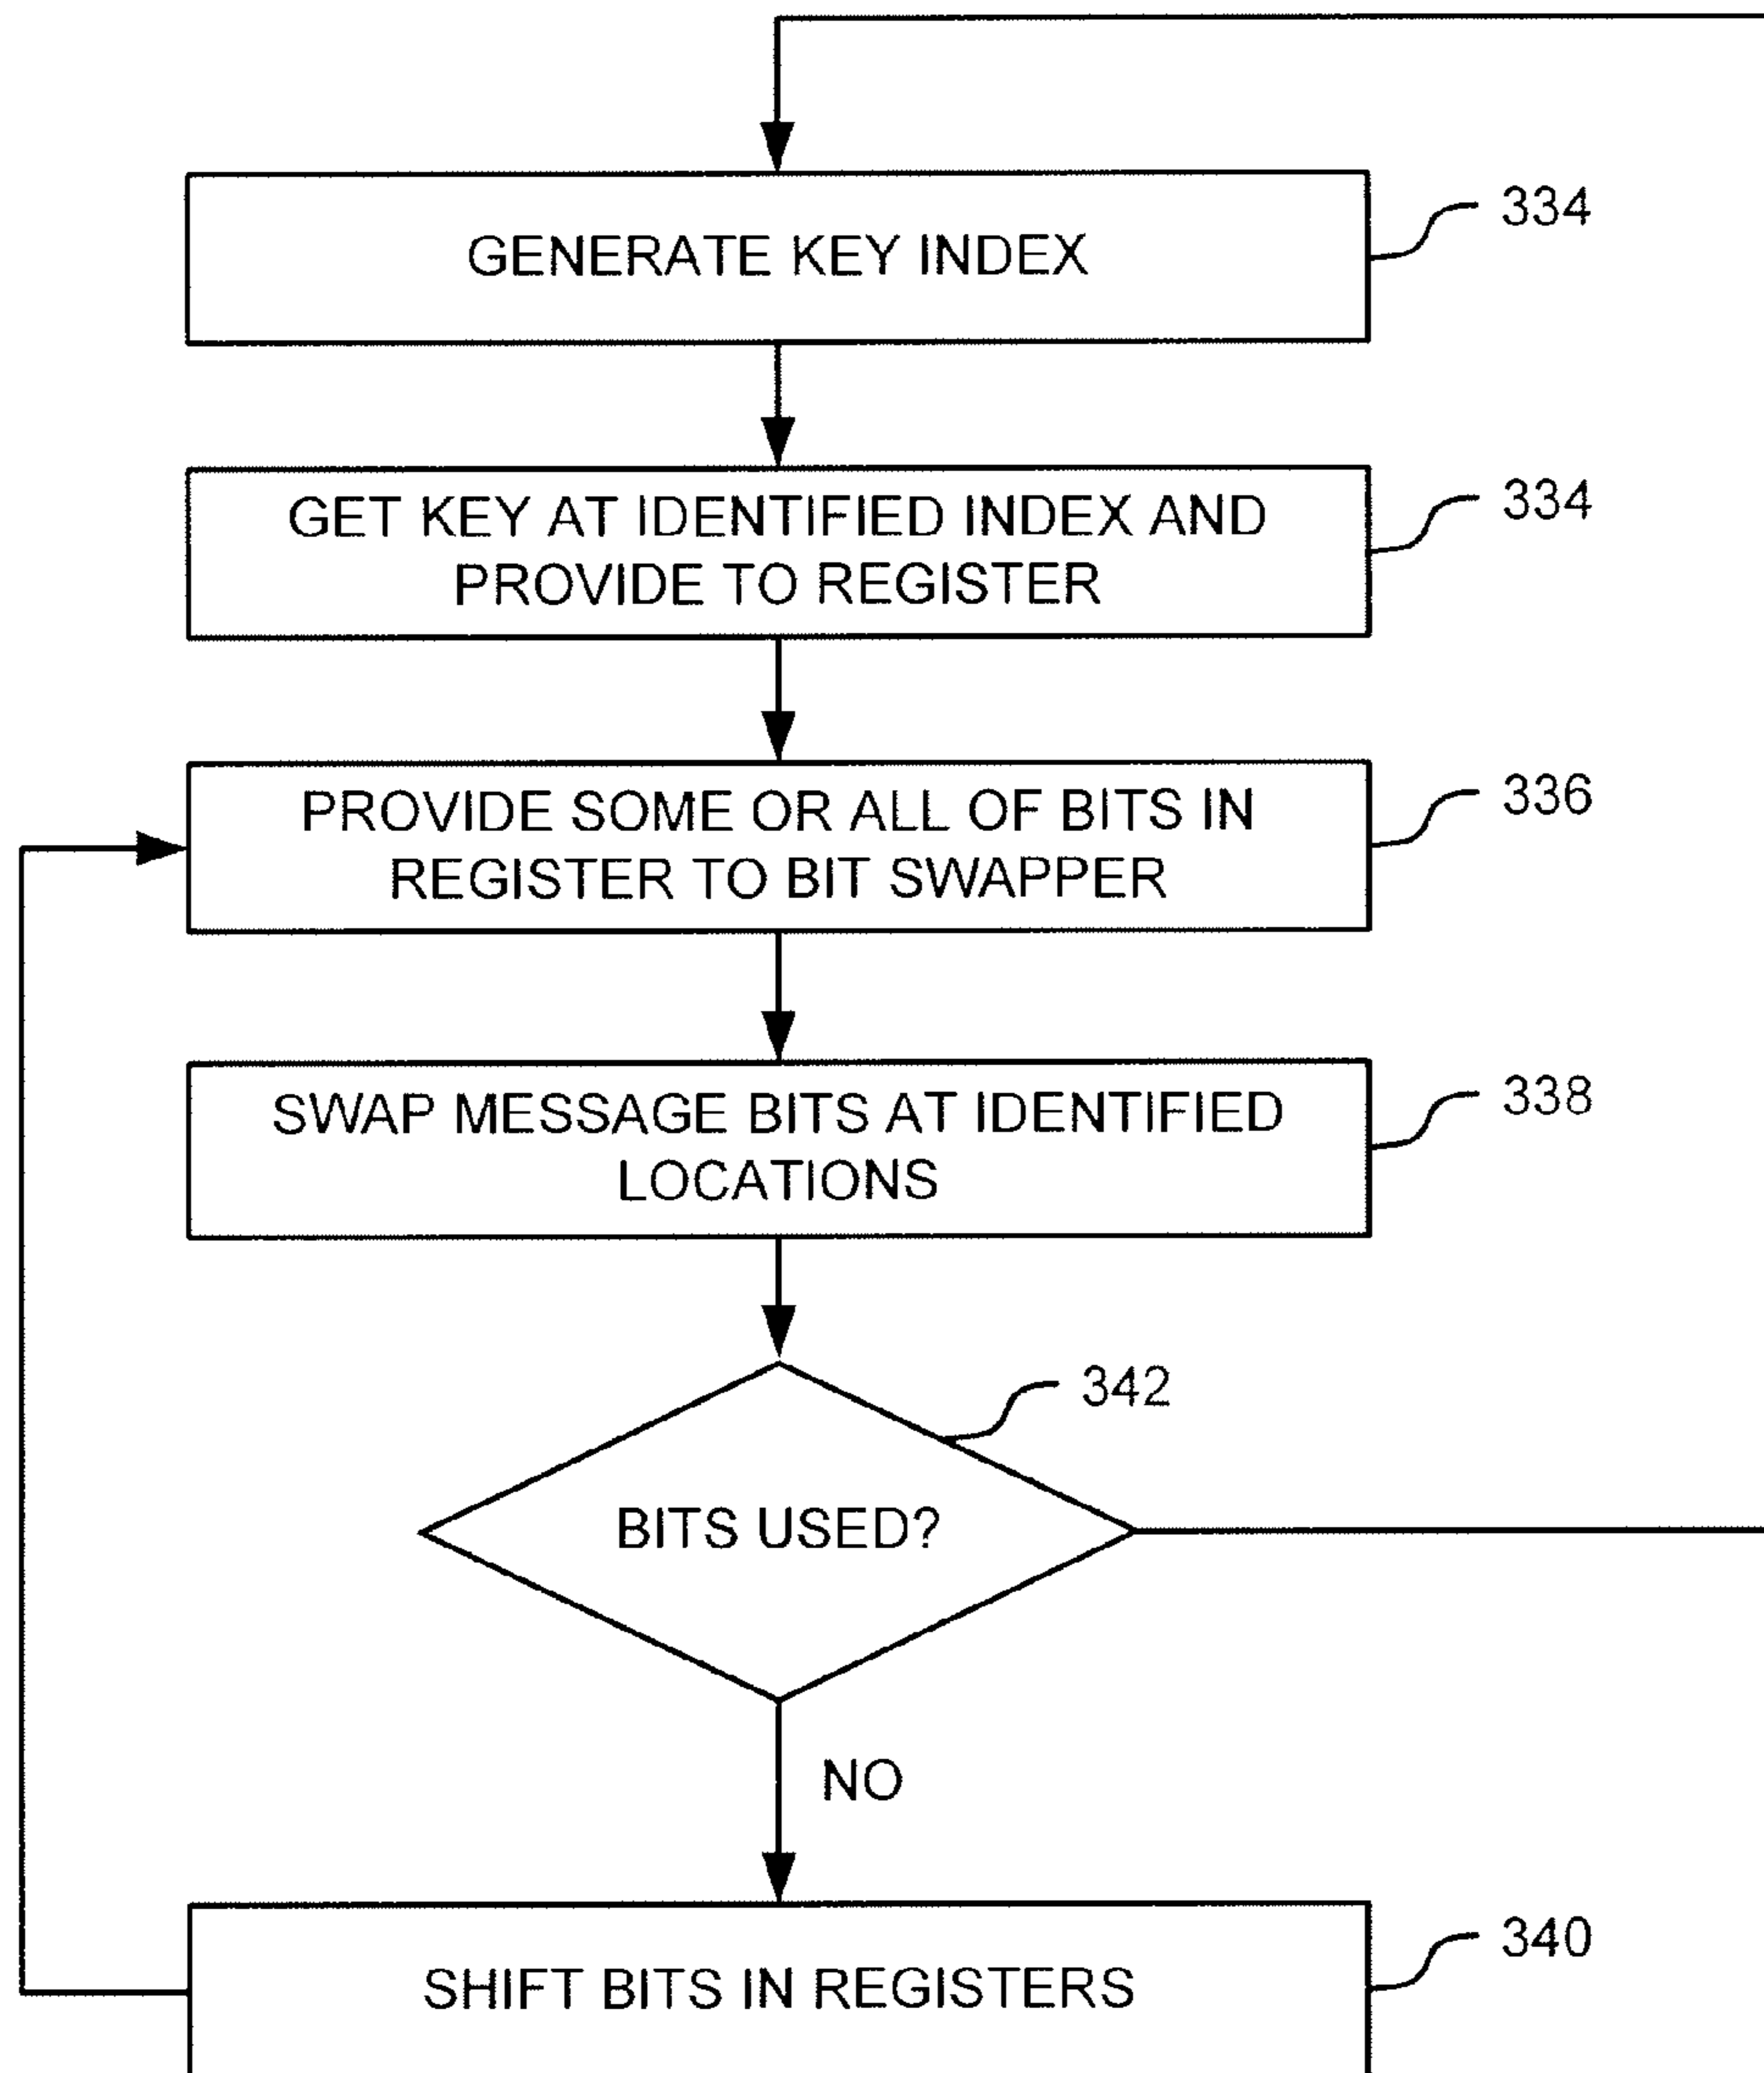 GENERATE KEY INDEX
334
GET KEY AT IDENTIFIED INDEX AND
PROVIDE TO REGISTER
334
PROVIDE SOME OR ALL OF BITS IN
REGISTER TO BIT SWAPPER
336
SWAP MESSAGE BITS AT IDENTIFIED
LOCATIONS
338
342
BITS USED?
NO
SHIFT BITS IN REGISTERS
340